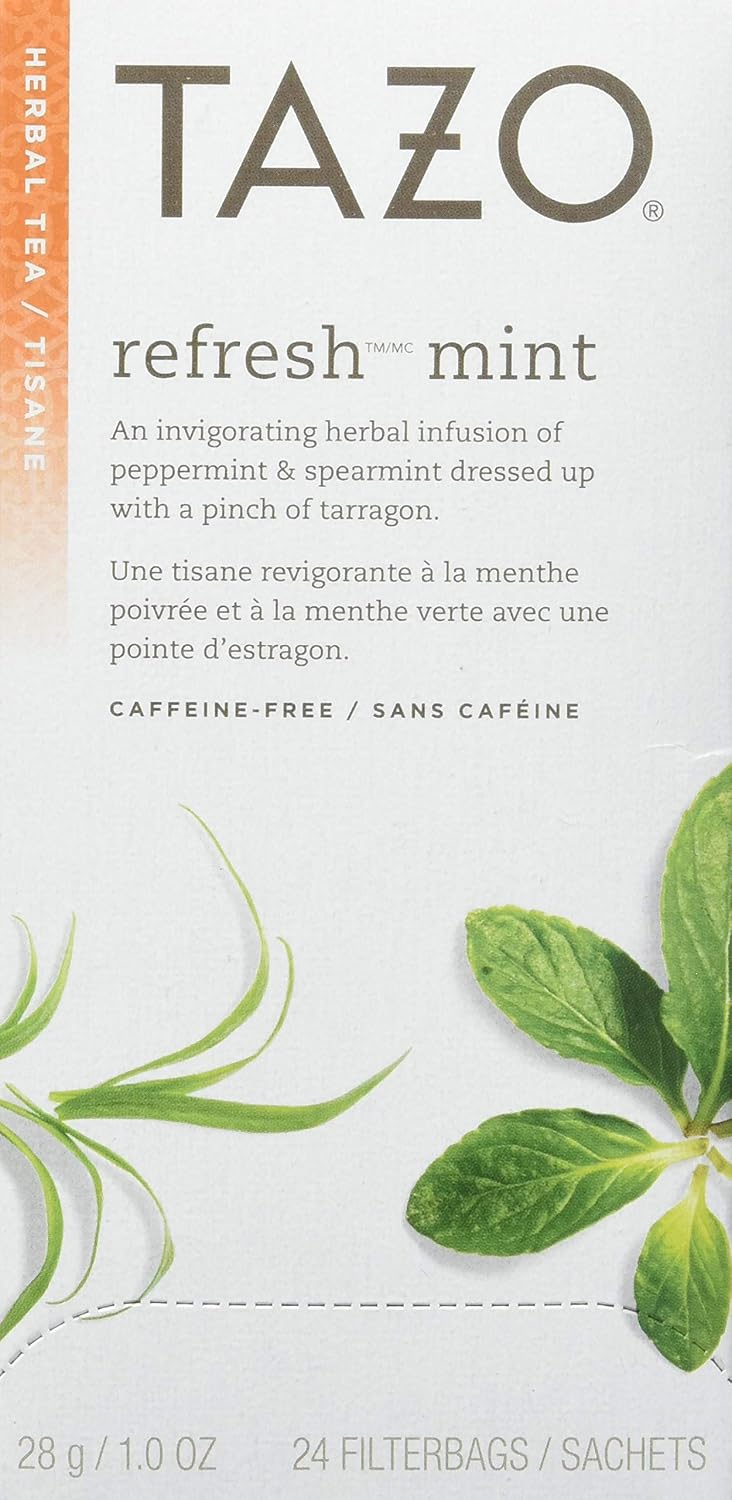 HERBAL TEA / TISANE
TAZO®
refresh™/MC mint
An invigorating herbal infusion of
peppermint & spearmint dressed up
with a pinch of tarragon.
Une tisane revigorante à la menthe
poivrée et à la menthe verte avec une
pointe d'estragon.
CAFFEINE-FREE / SANS CAFÉINE
28 g / 1.0 OZ
24 FILTERBAGS / SACHETS